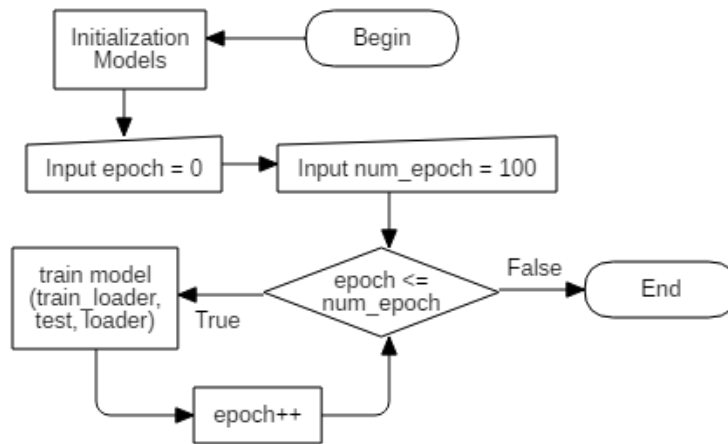 Begin
Initialization
Models
Input epoch = 0
Input num_epoch = 100
epoch <=
num_epoch
False
End
True
train model
(train_loader,
test,Toader)
epoch++